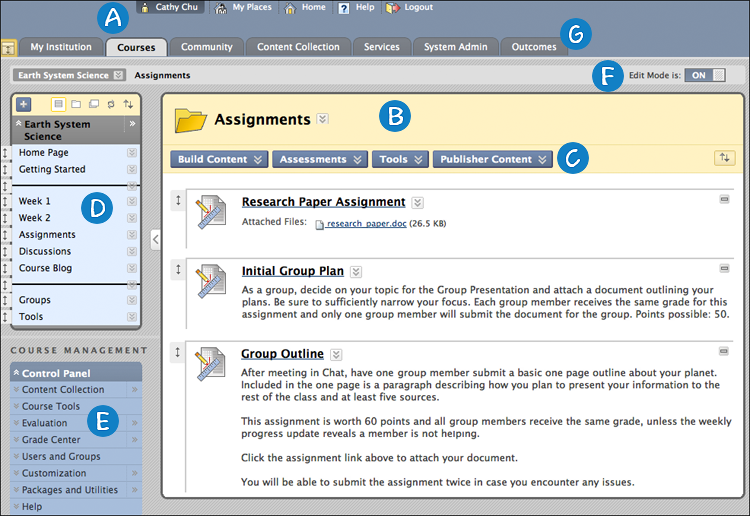 A
Cathy Chu My Places Home Help Logout
My Institution Courses Community Content Collection Services System Admin Outcomes G
Earth System Science Assignments F Edit Mode is: ON
Earth System Science
Home Page
Getting Started
D
Week 1
Week 2
Assignments
Discussions
Course Blog
Groups
Tools
COURSE MANAGEMENT
Control Panel
Content Collection
Course Tools
Evaluation
E
Grade Center
Users and Groups
Customization
Packages and Utilities
Help
Assignments B
Build Content Assessments Tools Publisher Content C
Research Paper Assignment
Attached Files: research_paper.doc (26.5 KB)
Initial Group Plan
As a group, decide on your topic for the Group Presentation and attach a document outlining your
plans. Be sure to sufficiently narrow your focus. Each group member receives the same grade for this
assignment and only one group member will submit the document for the group. Points possible: 50.
Group Outline
After meeting in Chat, have one group member submit a basic one page outline about your planet.
Included in the one page is a paragraph describing how you plan to present your information to the
rest of the class and at least five sources.
This assignment is worth 60 points and all group members receive the same grade, unless the weekly
progress update reveals a member is not helping.
Click the assignment link above to attach your document.
You will be able to submit the assignment twice in case you encounter any issues.